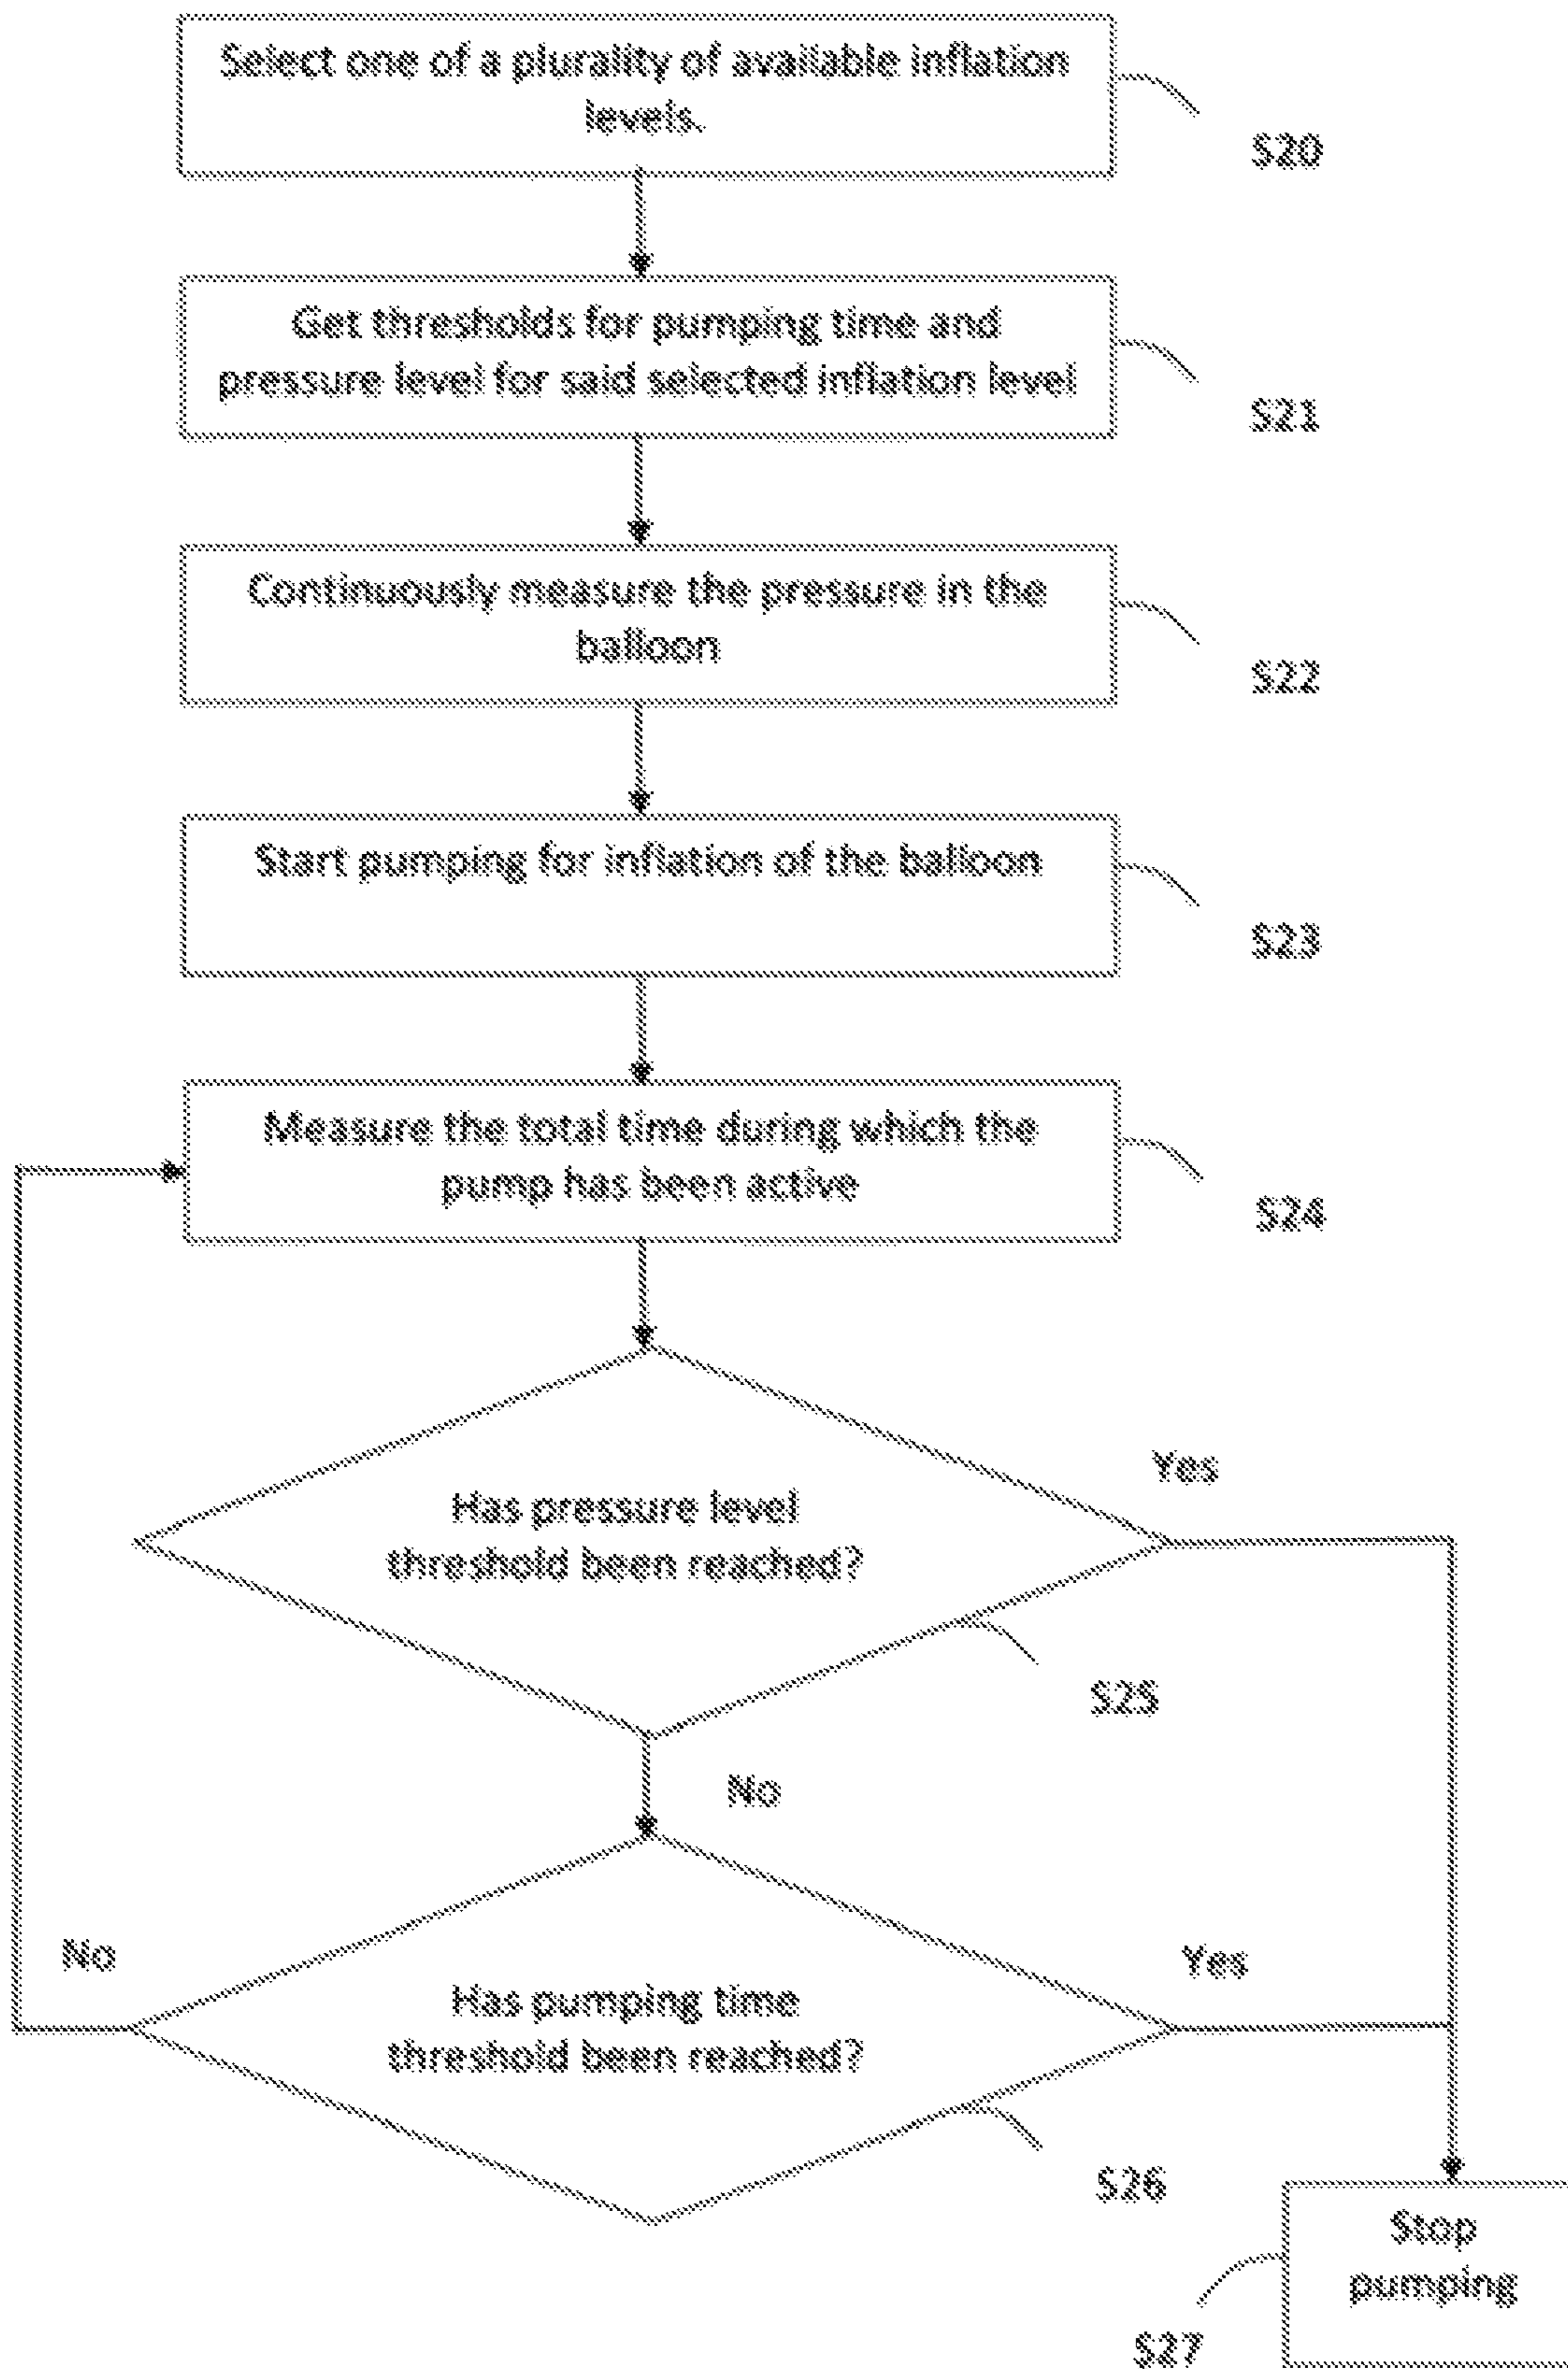 Select one of a plurality of available inflation
levels.
S20
Get thresholds for pumping time and
pressure level for said selected inflation level
S21
Continuously measure the pressure in the
balloon
S22
Start pumping for inflation of the balloon
S23
Measure the total time during which the
pump has been active
S24
Yes
Has pressure level
threshold been reached?
S25
No
No
Yes
Has pumping time
threshold been reached?
S26
Stop
pumping
S27